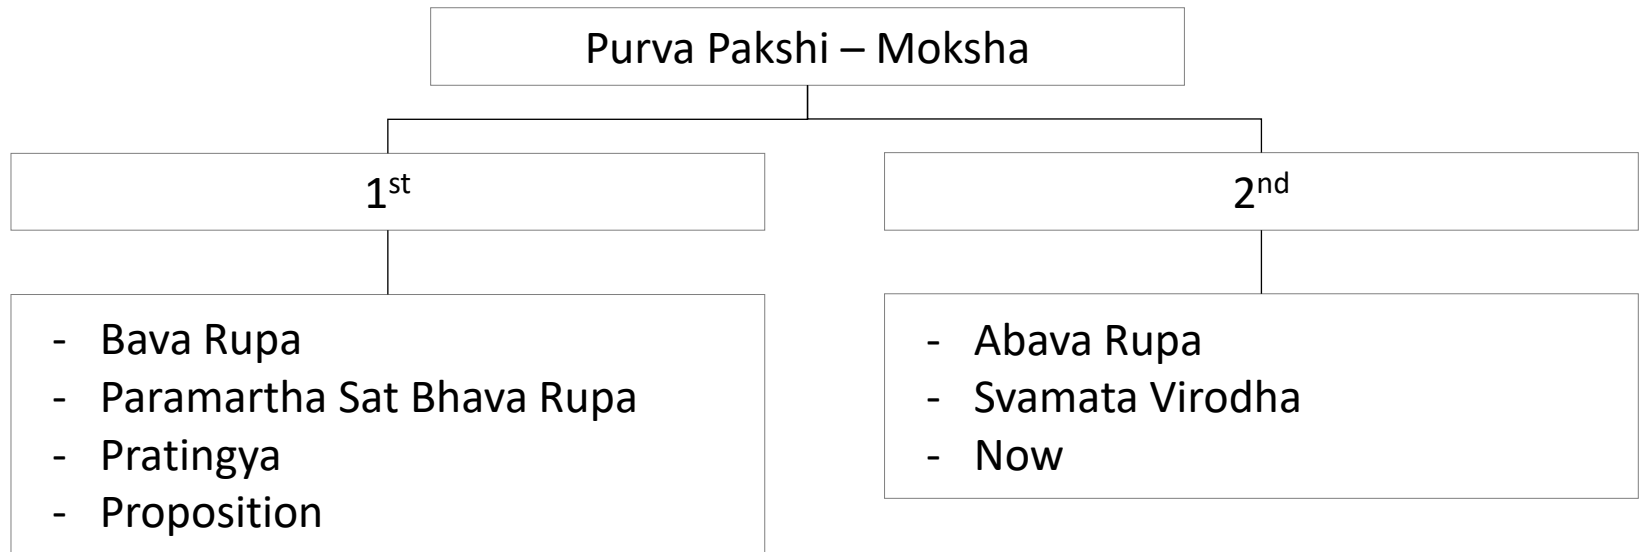 Purva Pakshi – Moksha
1st
2nd
- Bava Rupa
- Paramartha Sat Bhava Rupa
- Pratingya
- Proposition
- Abava Rupa
- Svamata Virodha
- Now